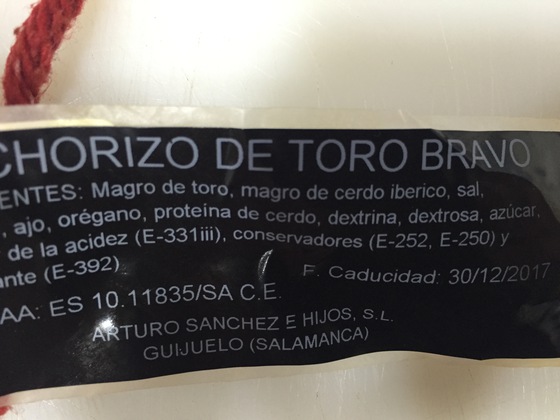 CHORIZO DE TORO BRAVO
ENTES: Magro de toro, magro de cerdo iberico, sal,
, ajo, orégano, proteina de cerdo, dextrina, dextrosa, azúcar,
de la acidez (E-331iii), conservadores (E-252, E-250) y
ante (E-392)
F. Caducidad: 30/12/2017
AA: ES 10.11835/SA C.E.
ARTURO SANCHEZ E HIJOS, S.L.
GUIJUELO (SALAMANCA)